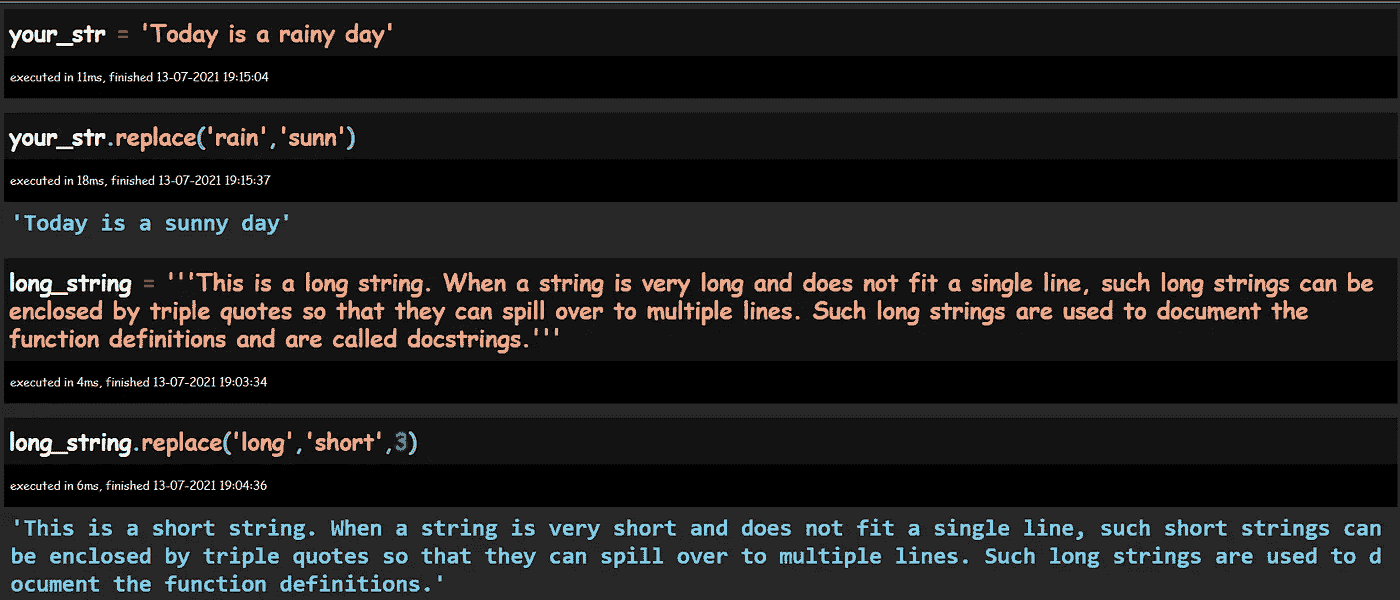 your_str = 'Today is a rainy day'
executed in 11ms, finished 13-07-2021 19:15:04
your_str.replace('rain','sunn')
executed in 18ms, finished 13-07-2021 19:15:37
'Today is a sunny day'
long_string = '''This is a long string. When a string is very long and does not fit a single line, such long strings can be
enclosed by triple quotes so that they can spill over to multiple lines. Such long strings are used to document the
function definitions and are called docstrings.'''
executed in 4ms, finished 13-07-2021 19:03:34
long_string.replace('long','short',3)
executed in 6ms, finished 13-07-2021 19:04:36
'This is a short string. When a string is very short and does not fit a single line, such short strings can
be enclosed by triple quotes so that they can spill over to multiple lines. Such long strings are used to d
ocument the function definitions.'